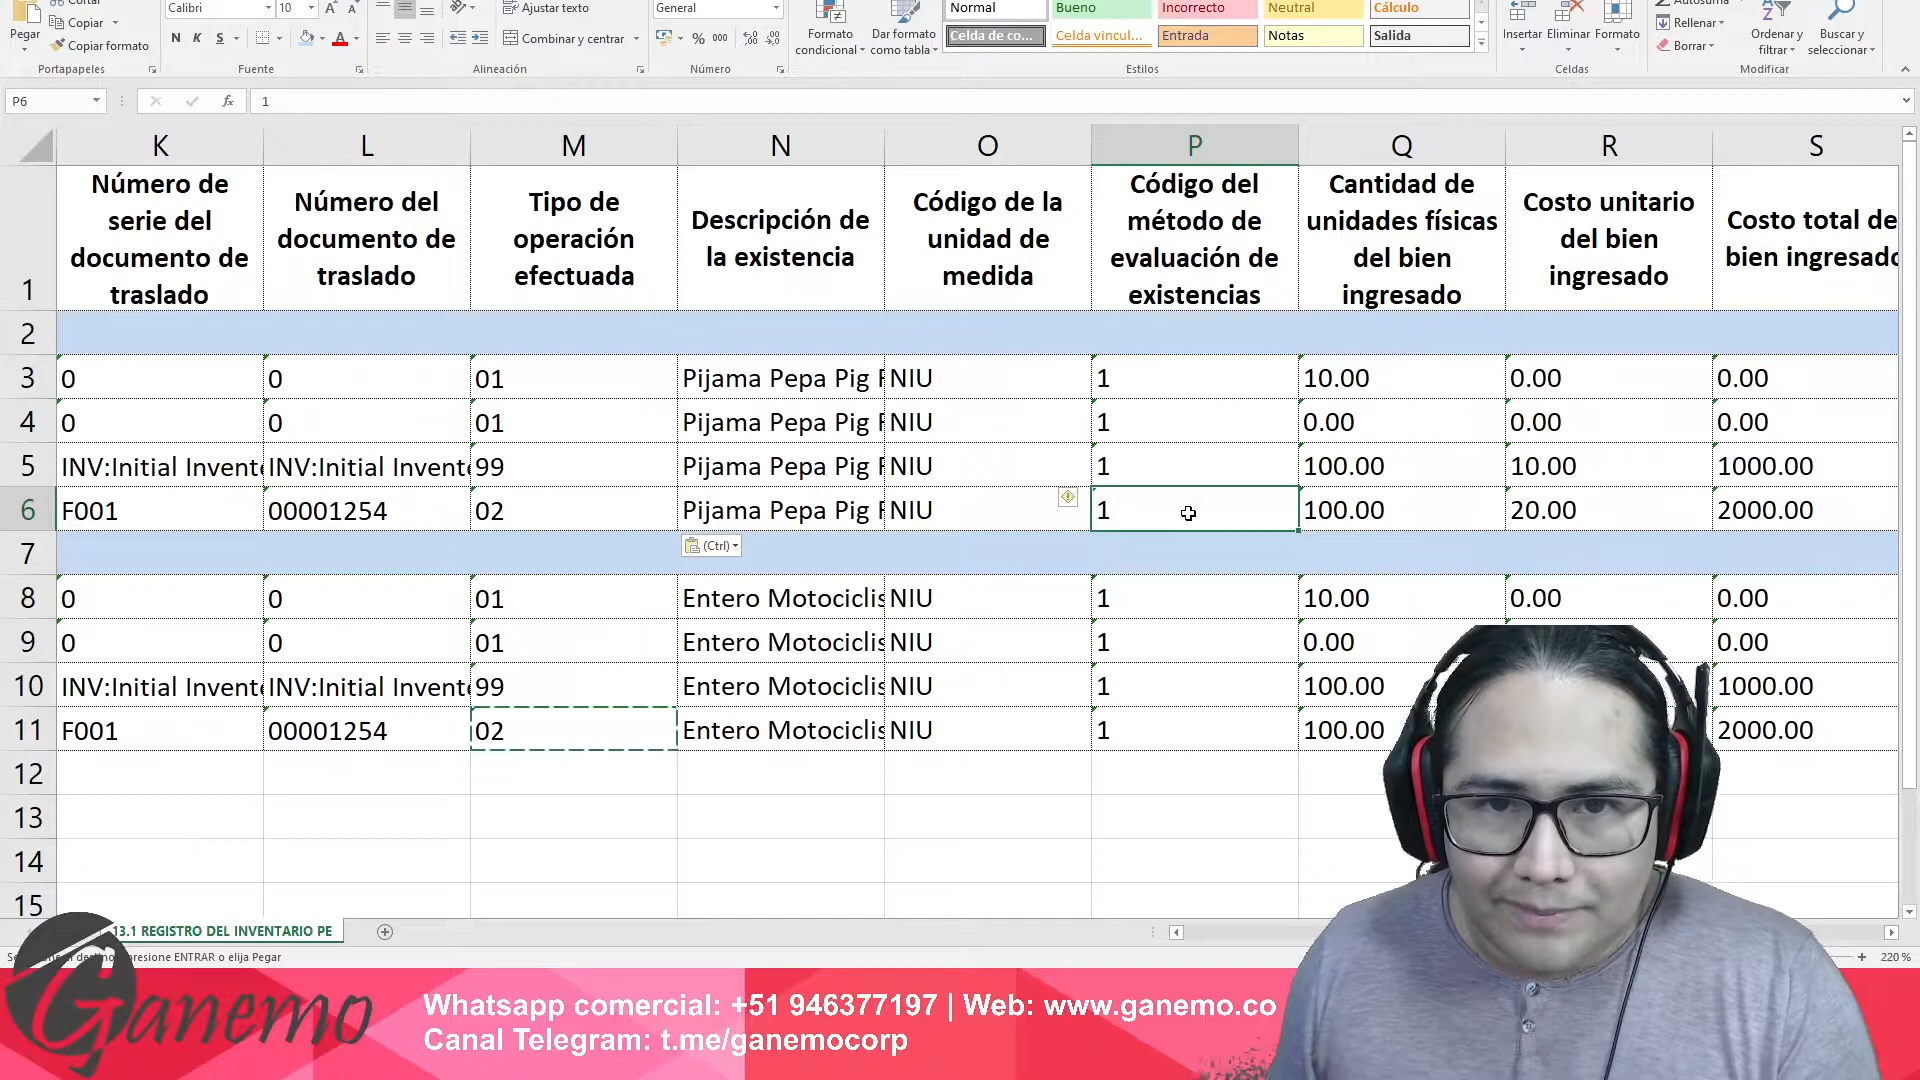 Cortar
Calibri 10
Ajustar texto
General
Normal Bueno Incorrecto Neutral Cálculo
Autosuma
Pegar Copiar
Copiar formato
N K S
Combinar y centrar
% 000
Formato condicional
Dar formato como tabla
Celda de co... Celda vincul... Entrada Notas Salida
Insertar Eliminar Formato
Rellenar
Borrar
Ordenar y filtrar
Buscar y seleccionar
Portapapeles Fuente Alineación Número Estilos Celdas Modificar
P6 fx 1
K L M N O P Q R S
1 Número de serie del documento de traslado Número del documento de traslado Tipo de operación efectuada Descripción de la existencia Código de la unidad de medida Código del método de evaluación de existencias Cantidad de unidades físicas del bien ingresado Costo unitario del bien ingresado Costo total de bien ingresado
2
3 0 0 01 Pijama Pepa Pig NIU 1 10.00 0.00 0.00
4 0 0 01 Pijama Pepa Pig NIU 1 0.00 0.00 0.00
5 INV:Initial Invent INV:Initial Invent 99 Pijama Pepa Pig NIU 1 100.00 10.00 1000.00
6 F001 00001254 02 Pijama Pepa Pig NIU 1 100.00 20.00 2000.00
7 (Ctrl)
8 0 0 01 Entero Motociclis NIU 1 10.00 0.00 0.00
9 0 0 01 Entero Motociclis NIU 1 0.00 0.00
10 INV:Initial Invent INV:Initial Invent 99 Entero Motociclis NIU 1 100.00 1000.00
11 F001 00001254 02 Entero Motociclis NIU 1 100.00 2000.00
12
13
14
15
13.1 REGISTRO DEL INVENTARIO PE
presione ENTRAR o elija Pegar
220 %
Ganemo
Whatsapp comercial: +51 946377197 | Web: www.ganemo.co
Canal Telegram: t.me/ganemocorp